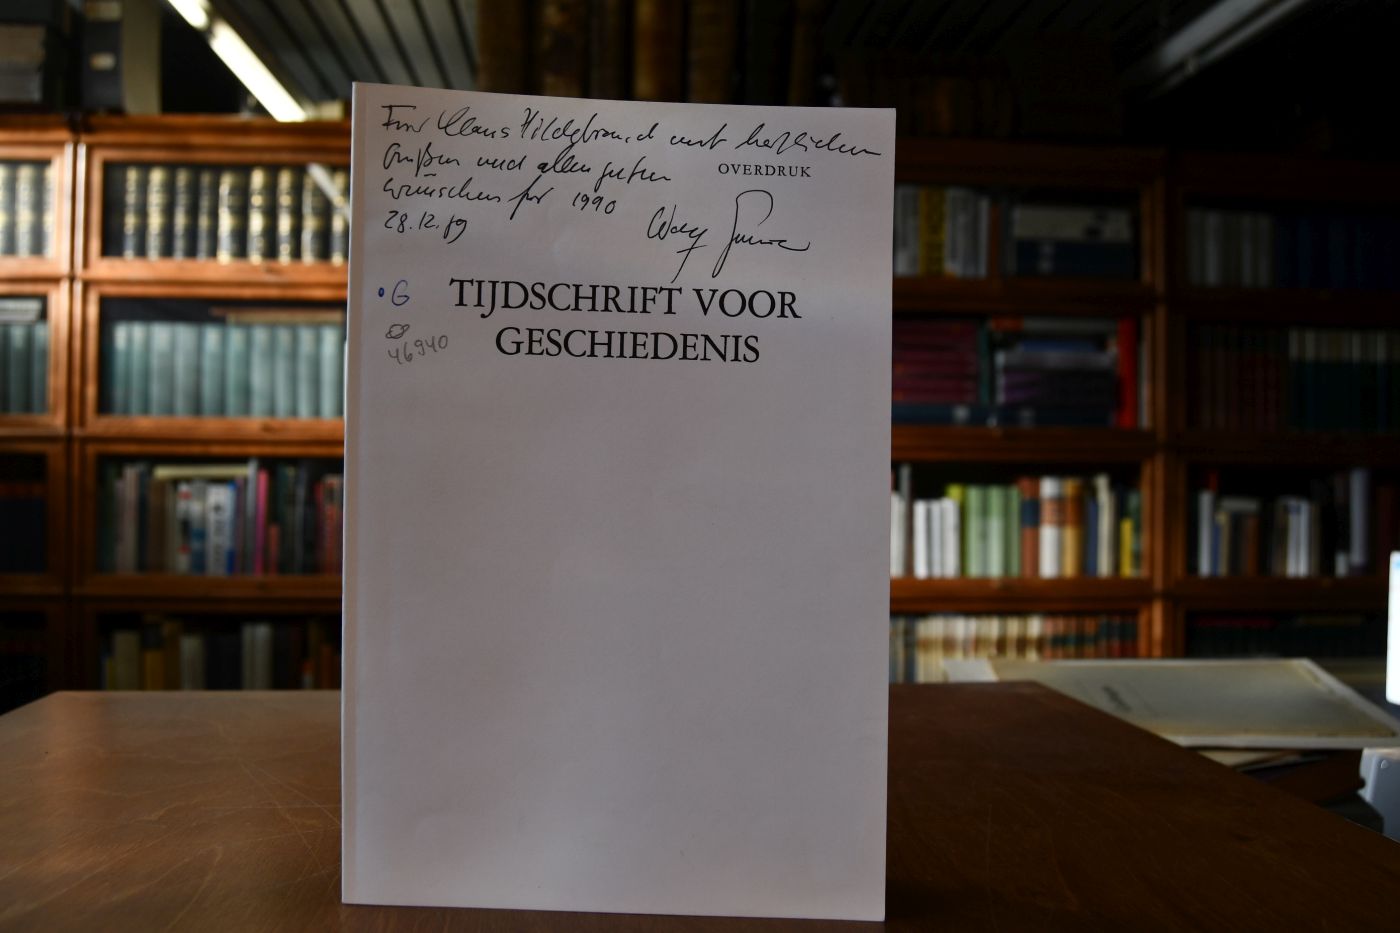 Für Klaus Hildebrand mit herzlichen
Grüßen und allen guten
Wünschen für 1990
28.12.89
OVERDRUK
TIJDSCHRIFT VOOR
GESCHIEDENIS
• G
46940